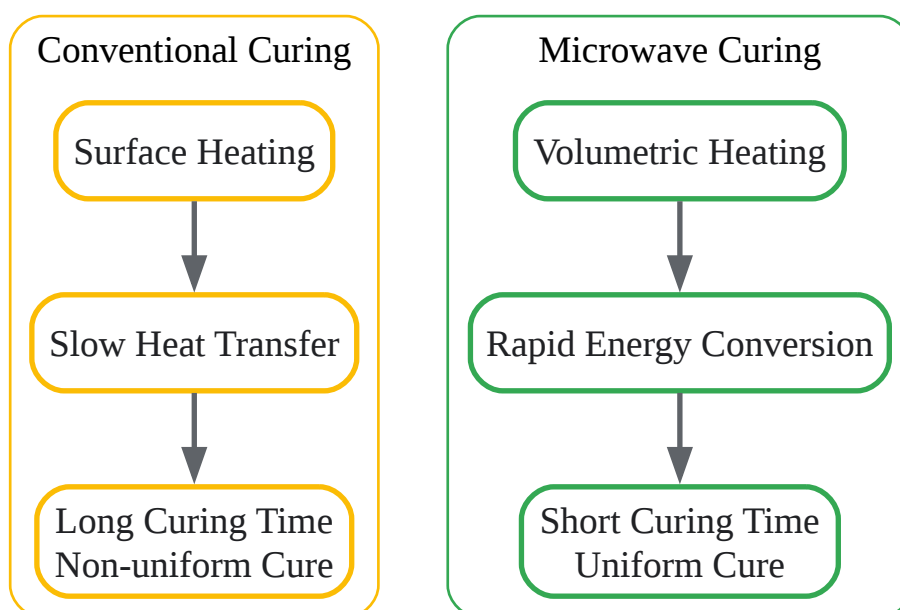 Conventional Curing
Surface Heating
Slow Heat Transfer
Long Curing Time
Non-uniform Cure
Microwave Curing
Volumetric Heating
Rapid Energy Conversion
Short Curing Time
Uniform Cure